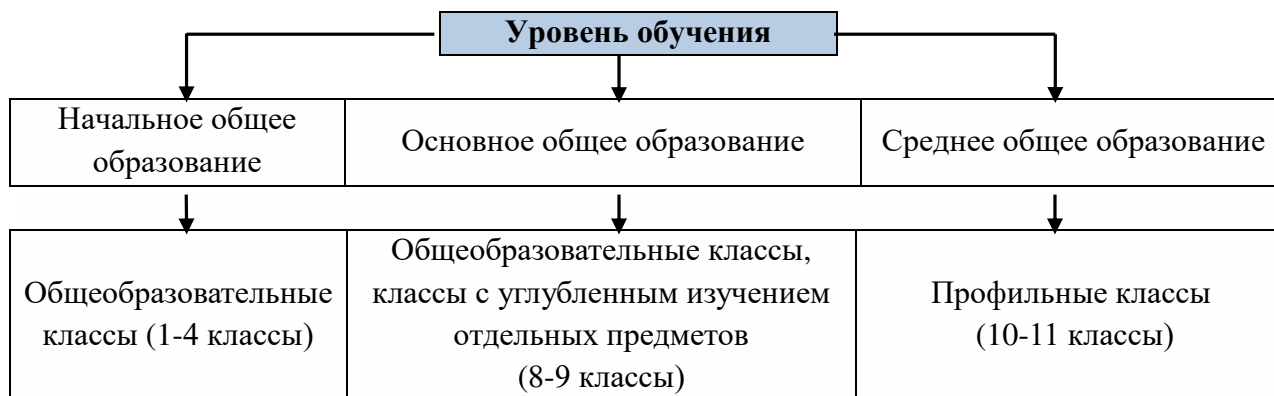 Уровень обучения
Начальное общее
образование
Основное общее образование
Среднее общее образование
Общеобразовательные
классы (1-4 классы)
Общеобразовательные классы,
классы с углубленным изучением
отдельных предметов
(8-9 классы)
Профильные классы
(10-11 классы)